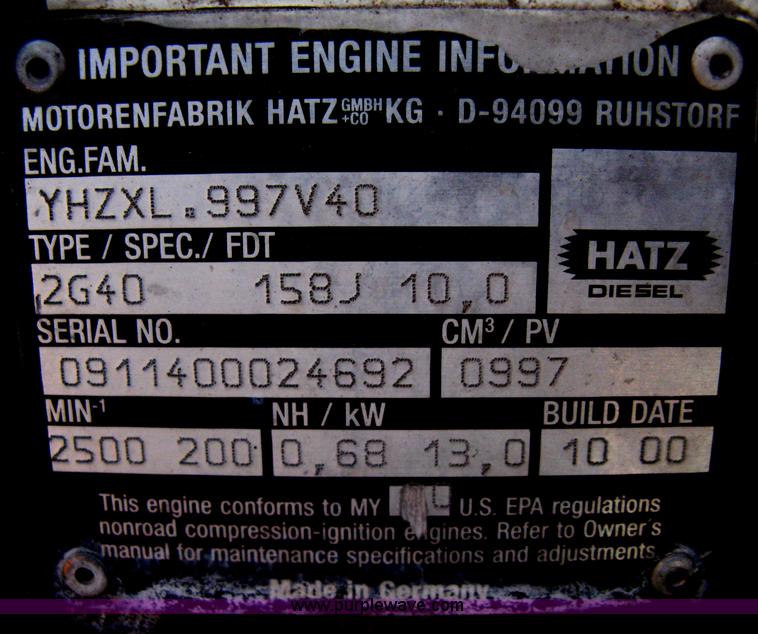 IMPORTANT ENGINE INFORMATION
MOTORENFABRIK HATZ GMBH +CO KG · D-94099 RUHSTORF
ENG.FAM.
YHZXL.997V40
TYPE / SPEC./ FDT
2G40 158J 10,0
HATZ
DIESEL
SERIAL NO.
CM³ / PV
0911400024692
0997
MIN-1
NH / kW
BUILD DATE
2500 200
0,68 13,0
10 00
This engine conforms to MY U.S. EPA regulations
nonroad compression-ignition engines. Refer to Owner's
manual for maintenance specifications and adjustments.
Made in Germany
www.purplewave.com